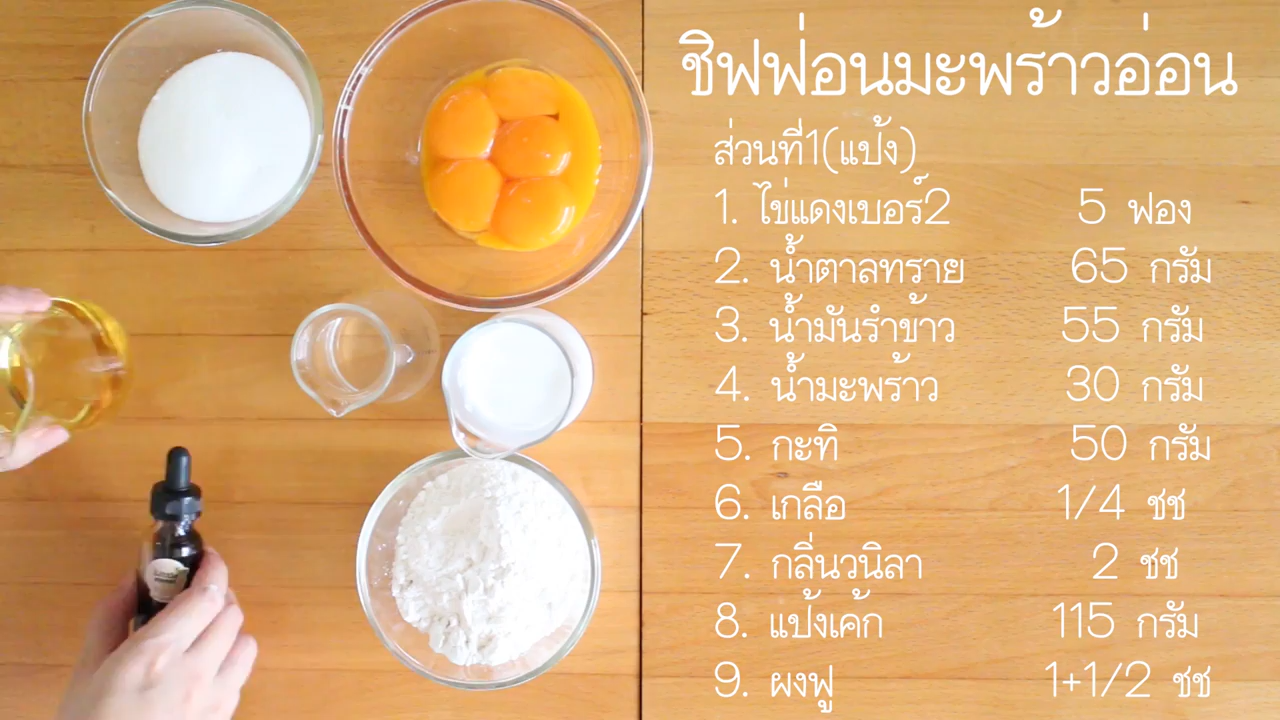 ชิฟฟ่อนมะพร้าวอ่อน
ส่วนที่1(แป้ง)
1. ไข่แดงเบอร์2 5 ฟอง
2. น้ำตาลทราย 65 กรัม
3. น้ำมันรำข้าว 55 กรัม
4. น้ำมะพร้าว 30 กรัม
5. กะทิ 50 กรัม
6. เกลือ 1/4 ชช
7. กลิ่นวนิลา 2 ชช
8. แป้งเค้ก 115 กรัม
9. ผงฟู 1+1/2 ชช